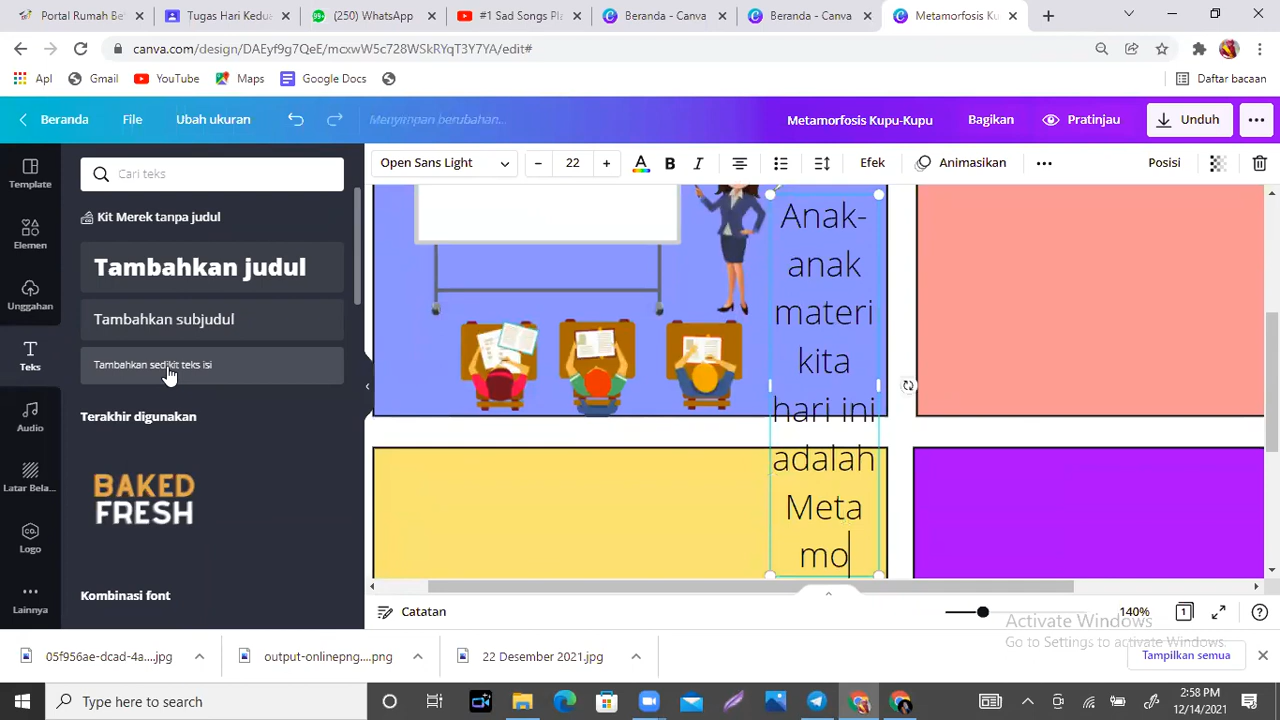 Portal Rumah Be
Tugas Hari Kedua
(250) WhatsApp
#1 Sad Songs Pla
Beranda - Canva
Beranda - Canva
Metamorfosis Ku
canva.com/design/DAEyf9g7QeE/mcxwW5c728WSkRYqT3Y7YA/edit#
Apl
Gmail
YouTube
Maps
Google Docs
Daftar bacaan
Beranda
File
Ubah ukuran
Menyimpan berubahan...
Metamorfosis Kupu-Kupu
Bagikan
Pratinjau
Unduh
Template
Elemen
Unggahan
Teks
Audio
Latar Bela...
Logo
Lainnya
Cari teks
Kit Merek tanpa judul
Tambahkan judul
Tambahkan subjudul
Tambahkan sedikit teks isi
Terakhir digunakan
BAKED
FRESH
Kombinasi font
Open Sans Light
22
A
B
I
Efek
Animasikan
Posisi
Anak-
anak
materi
kita
hari ini
adalah
Meta
mo
Catatan
140%
1
Activate Windows
Go to Settings to activate Windows.
05f956ae-dcad-4a....jpg
output-onlinepng....png
22 Desember 2021.jpg
Tampilkan semua
Type here to search
2:58 PM
12/14/2021